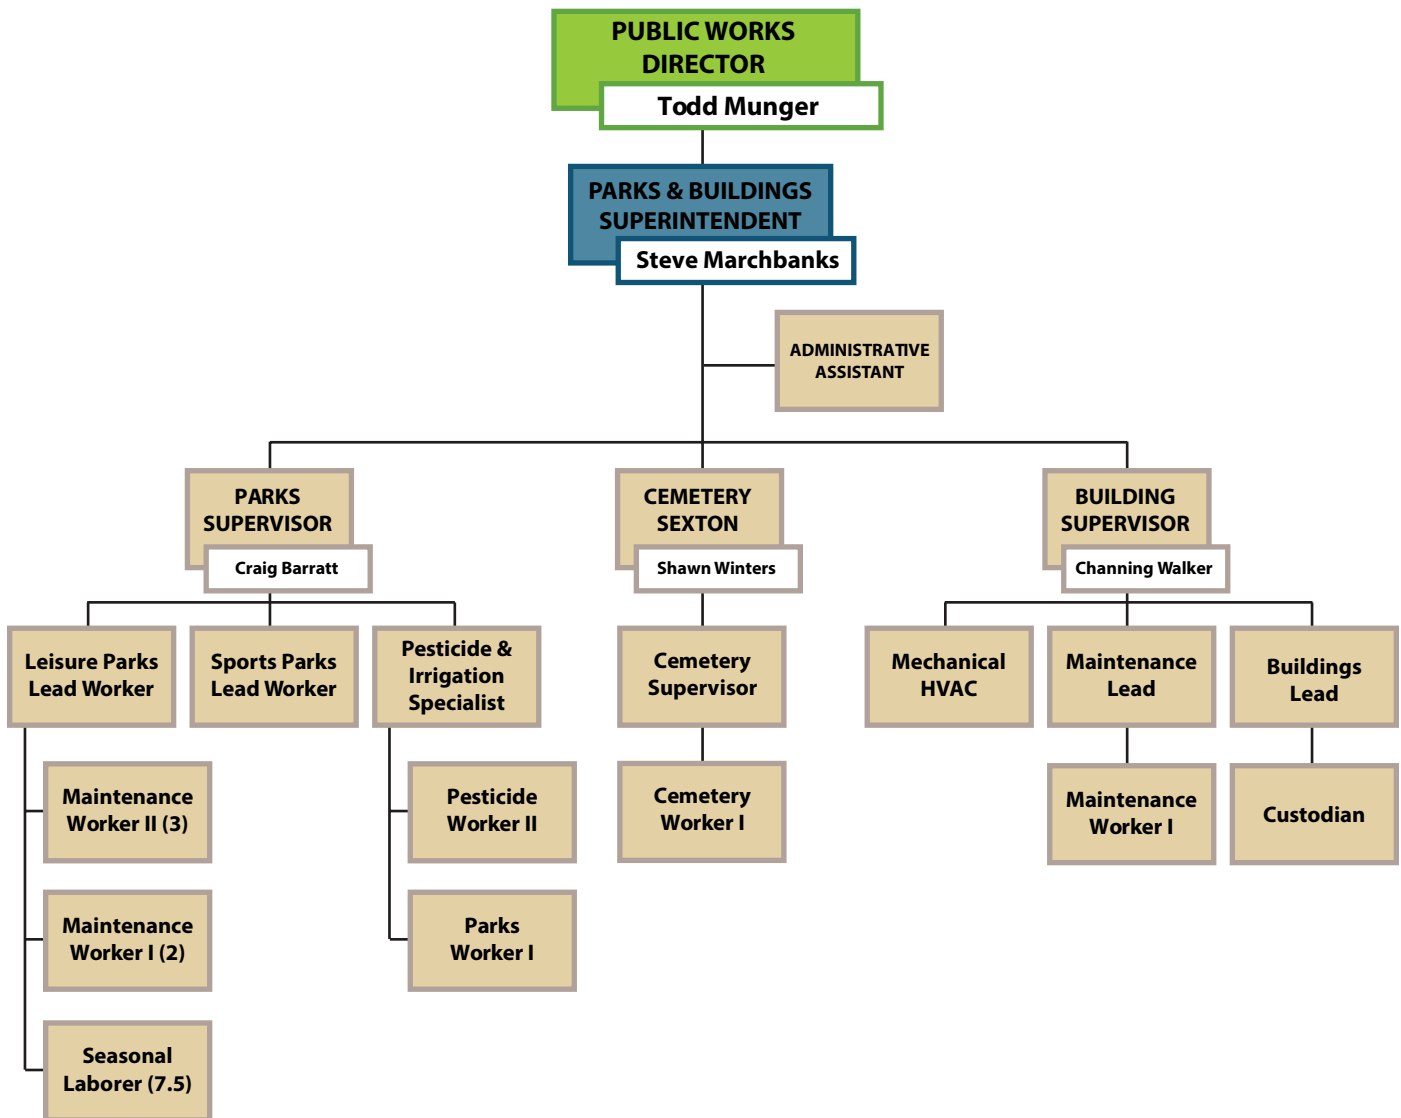 PUBLIC WORKS
DIRECTOR
Todd Munger
PARKS & BUILDINGS
SUPERINTENDENT
Steve Marchbanks
ADMINISTRATIVE
ASSISTANT
PARKS
SUPERVISOR
Craig Barratt
CEMETERY
SEXTON
Shawn Winters
BUILDING
SUPERVISOR
Channing Walker
Leisure Parks
Lead Worker
Sports Parks
Lead Worker
Pesticide &
Irrigation
Specialist
Cemetery
Supervisor
Mechanical
HVAC
Maintenance
Lead
Buildings
Lead
Maintenance
Worker II (3)
Pesticide
Worker II
Cemetery
Worker I
Maintenance
Worker I
Custodian
Maintenance
Worker I (2)
Parks
Worker I
Seasonal
Laborer (7.5)